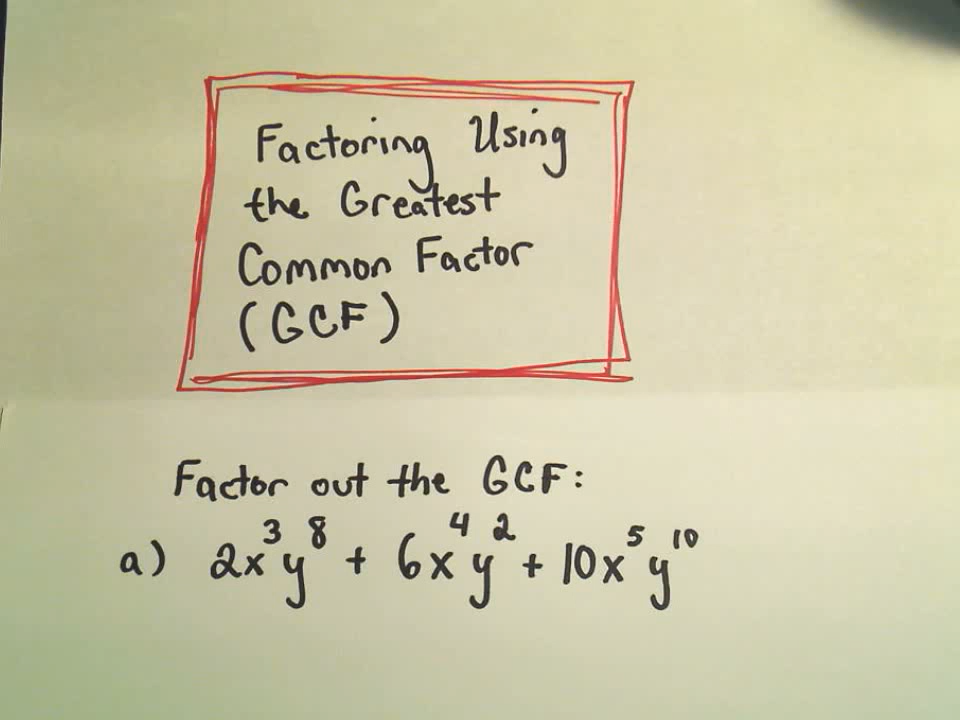 Factoring Using
the Greatest
Common Factor
(GCF)
Factor out the GCF:
a) 2x³y⁸ + 6x⁴y² + 10x⁵y¹⁰